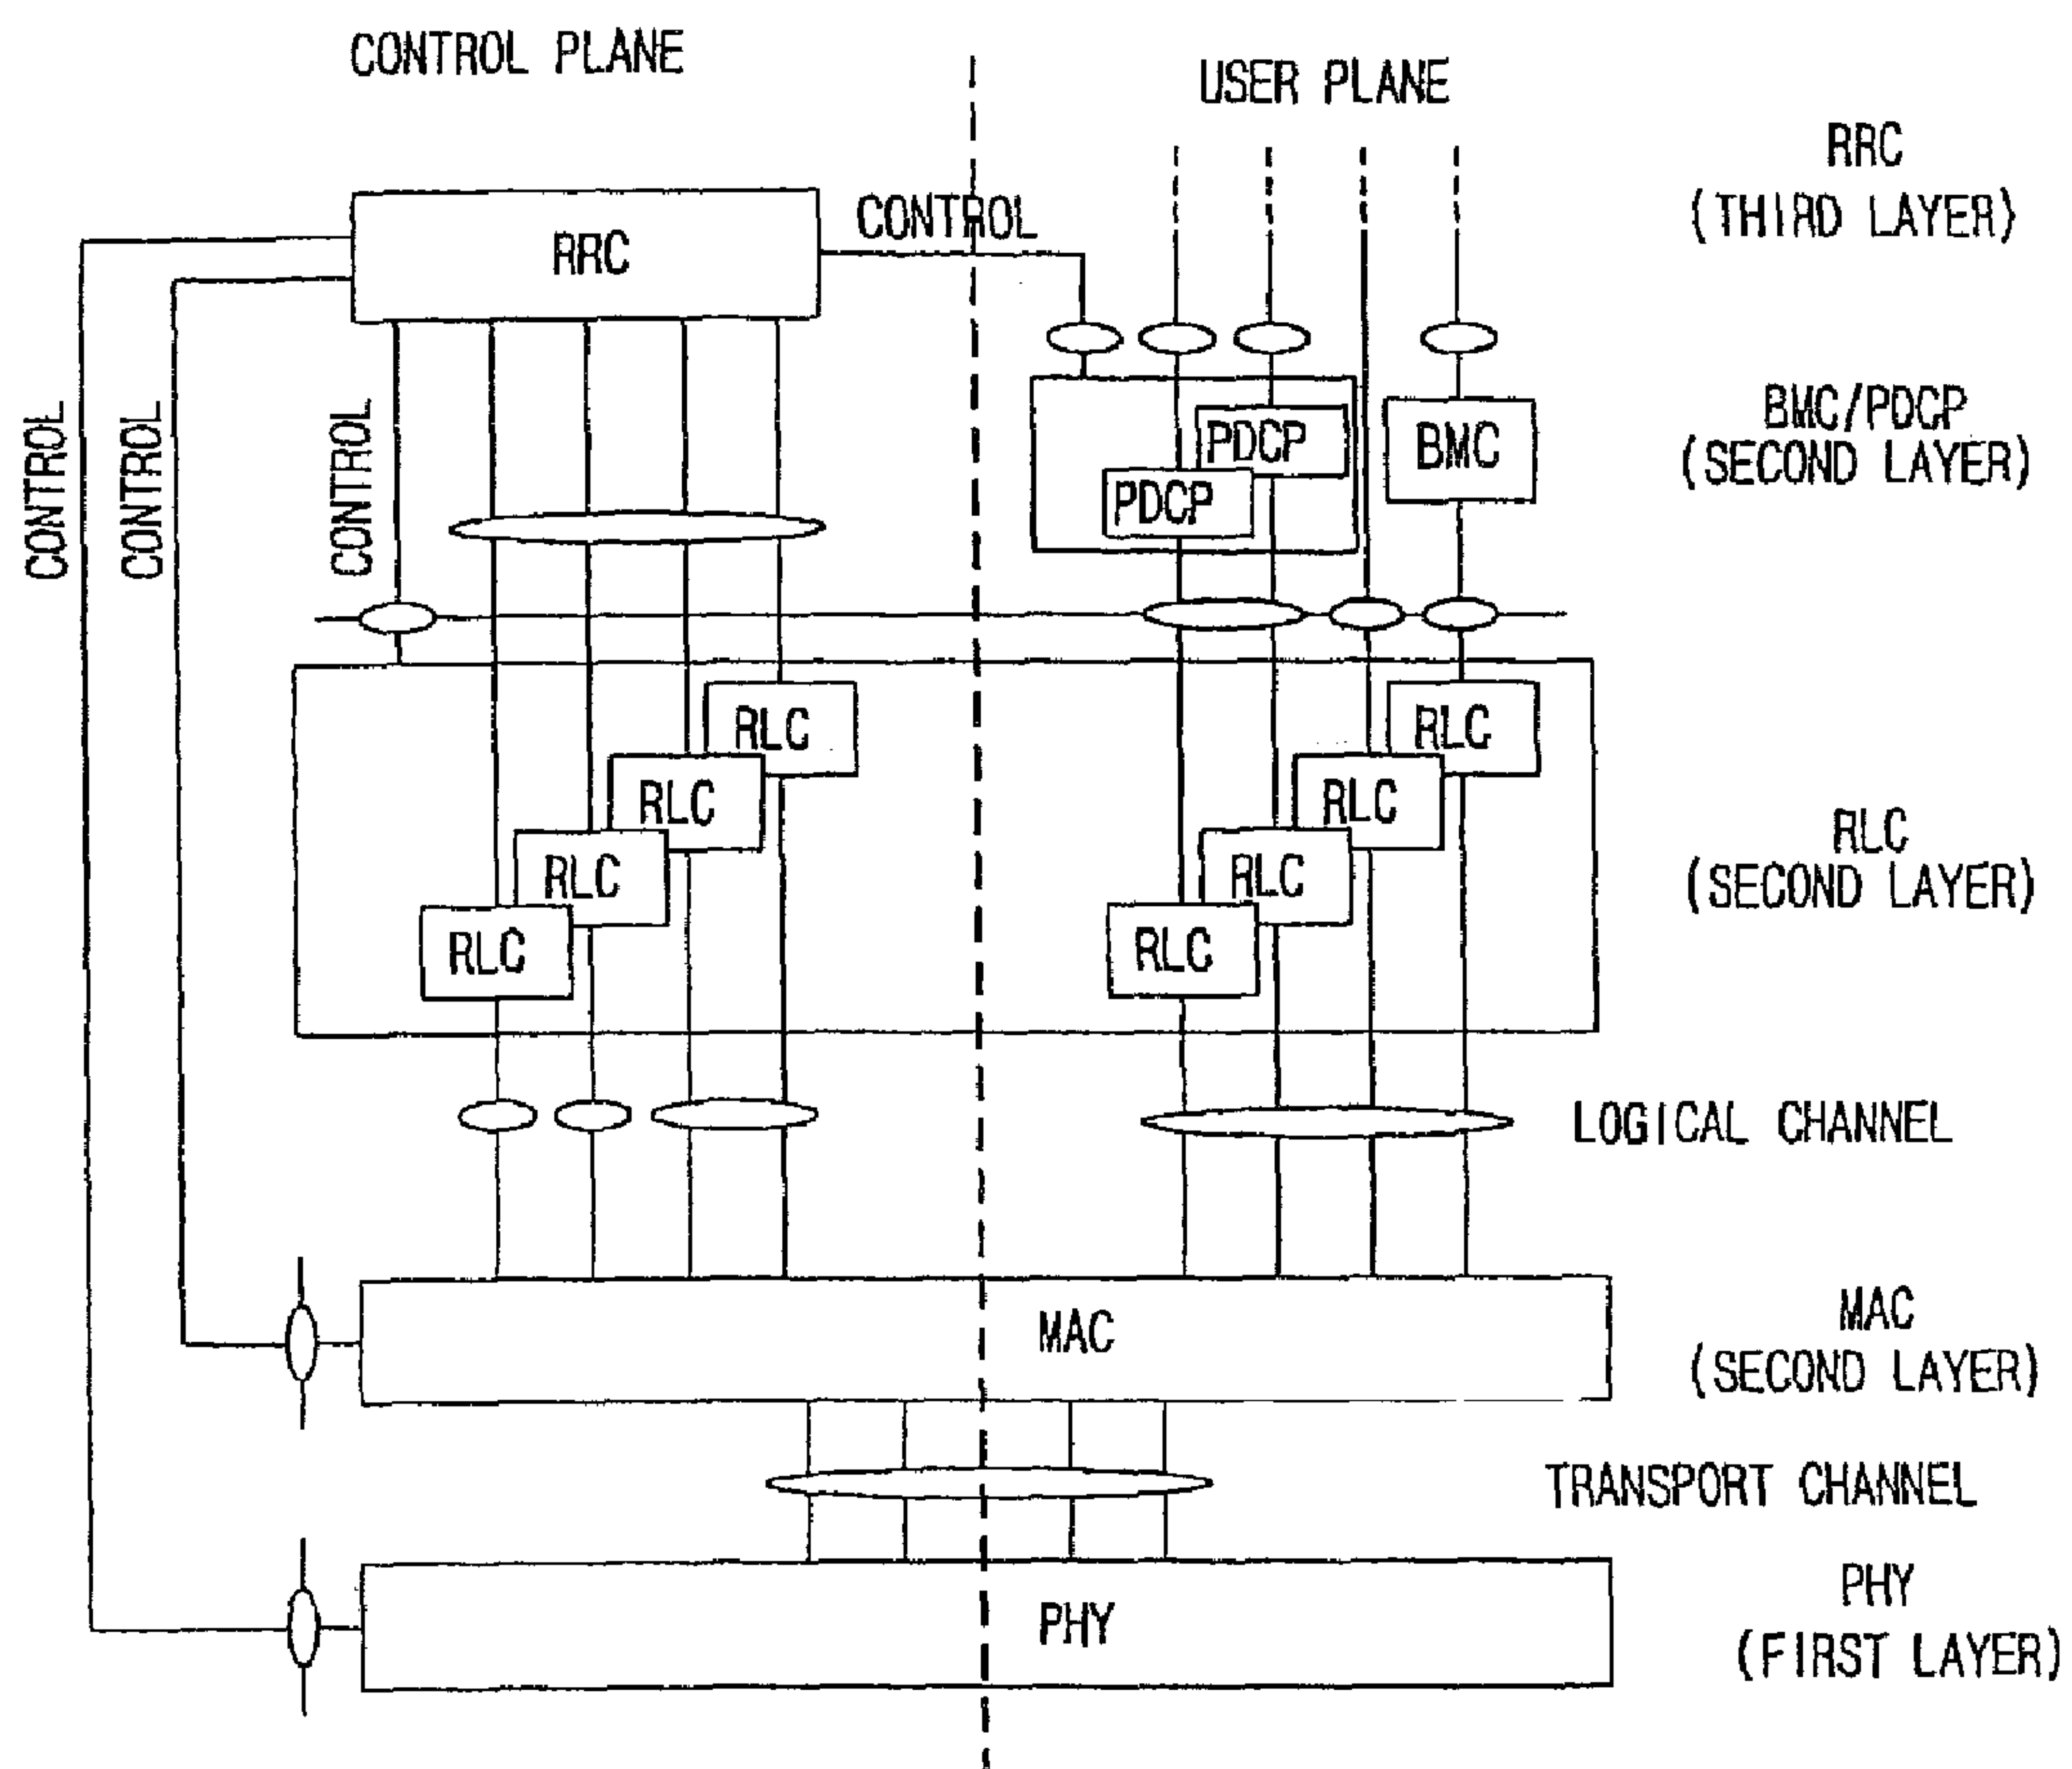 CONTROL PLANE
USER PLANE
RRC
(THIRD LAYER)
RRC
CONTROL
CONTROL
CONTROL
CONTROL
PDCP
PDCP
BMC
BMC/PDCP
(SECOND LAYER)
RLC
RLC
RLC
RLC
RLC
RLC
RLC
RLC
RLC
(SECOND LAYER)
LOGICAL CHANNEL
MAC
MAC
(SECOND LAYER)
TRANSPORT CHANNEL
PHY
PHY
(FIRST LAYER)